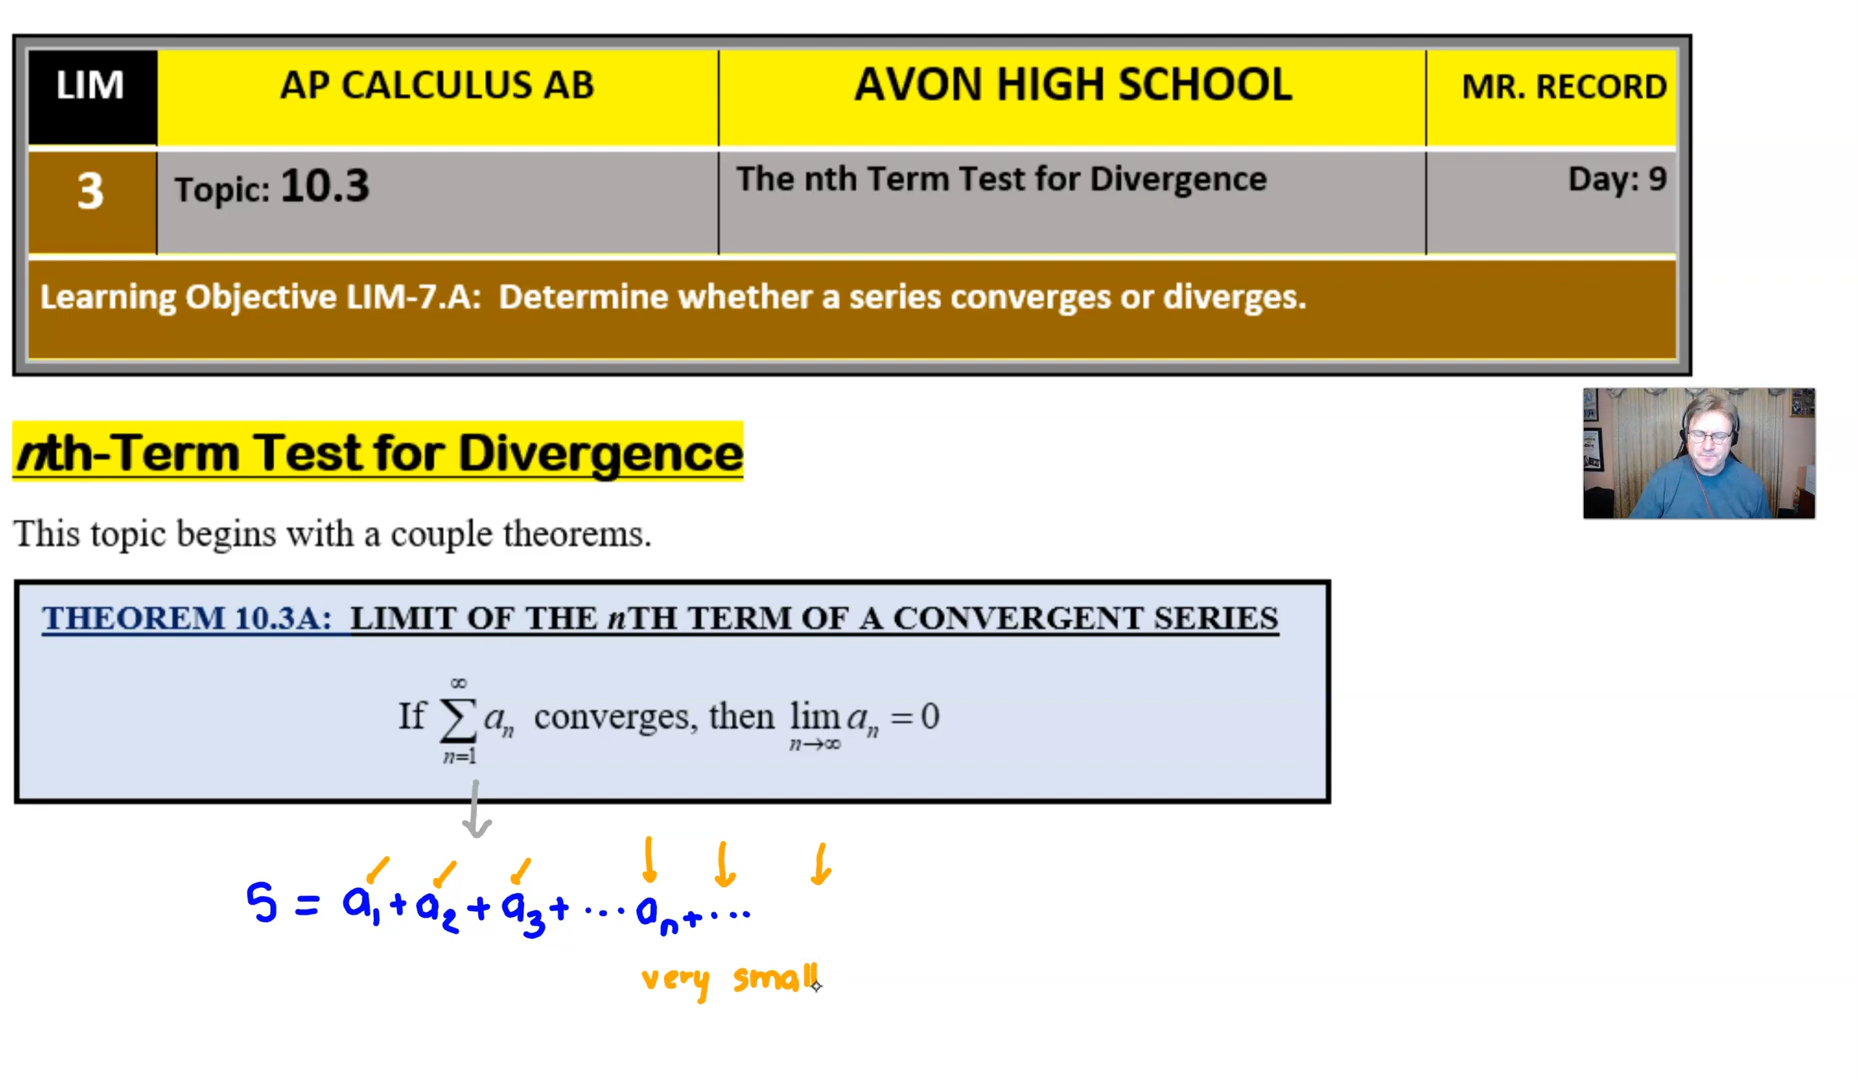 LIM AP CALCULUS AB AVON HIGH SCHOOL MR. RECORD
3 Topic: 10.3 The nth Term Test for Divergence Day: 9
Learning Objective LIM-7.A: Determine whether a series converges or diverges.
nth-Term Test for Divergence
This topic begins with a couple theorems.
THEOREM 10.3A: LIMIT OF THE nTH TERM OF A CONVERGENT SERIES
If ∑_{n=1}^{∞} a_n converges, then lim_{n→∞} a_n = 0
S = a₁ + a₂ + a₃ + ... aₙ + ...
very small